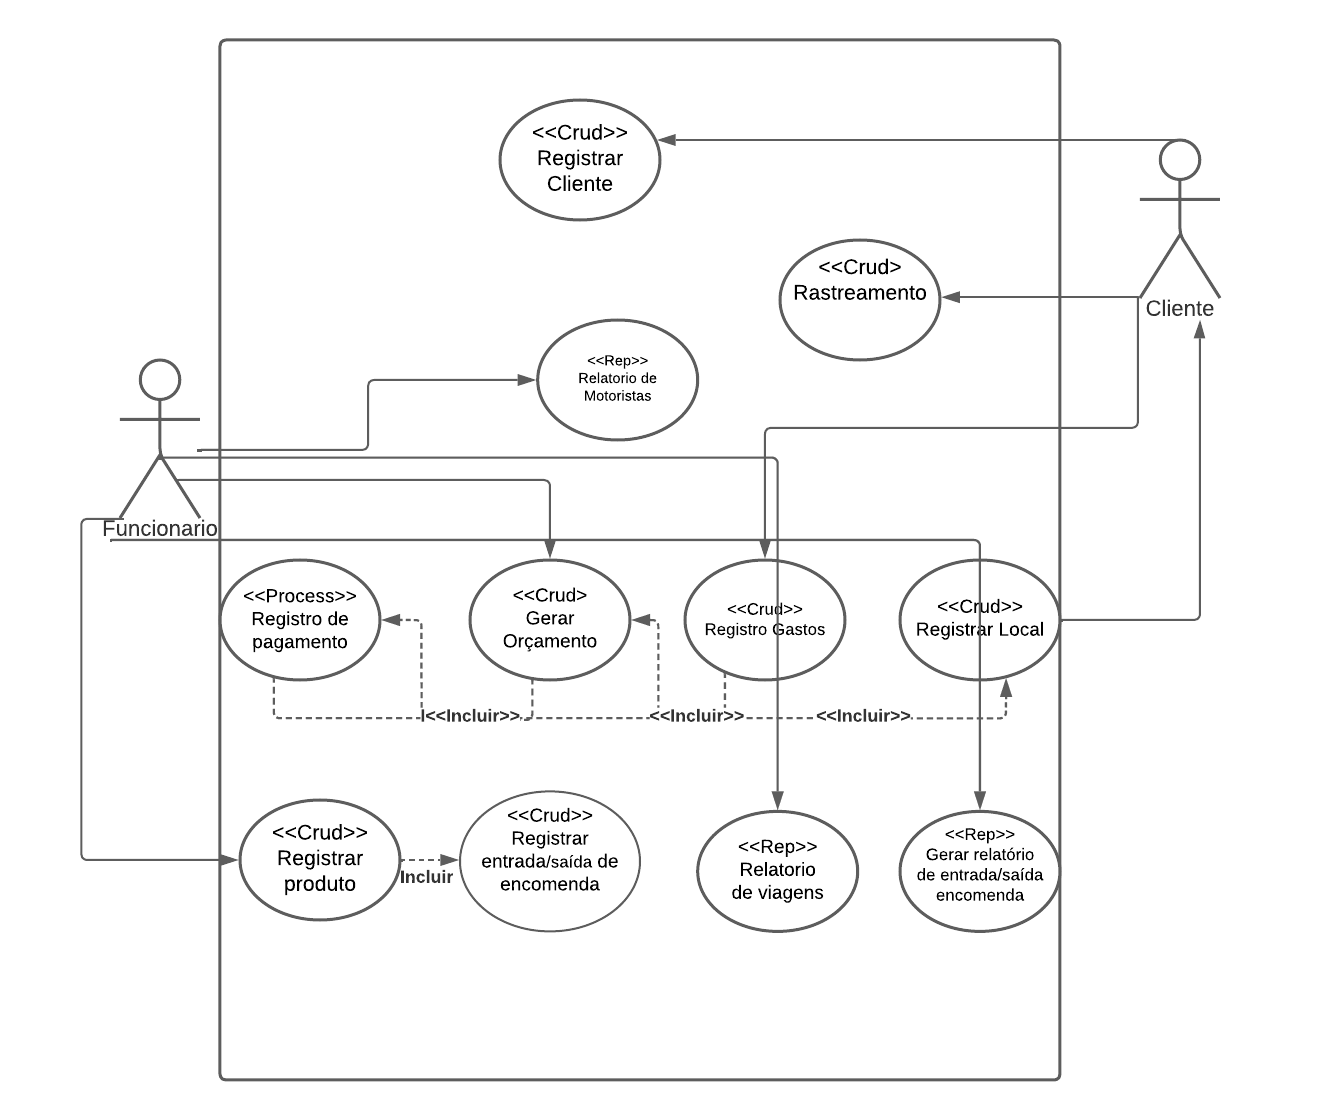 <<Crud>>
Registrar
Cliente
<<Crud>
Rastreamento
Cliente
<<Rep>>
Relatorio de
Motoristas
Funcionario
<<Process>>
Registro de
pagamento
<<Crud>
Gerar
Orçamento
<<Crud>>
Registro Gastos
<<Crud>>
Registrar Local
I<<Incluir>>
<<Incluir>>
<<Incluir>>
<<Crud>>
Registrar
produto
Incluir
<<Crud>>
Registrar
entrada/saída de
encomenda
<<Rep>>
Relatorio
de viagens
<<Rep>>
Gerar relatório
de entrada/saída
encomenda